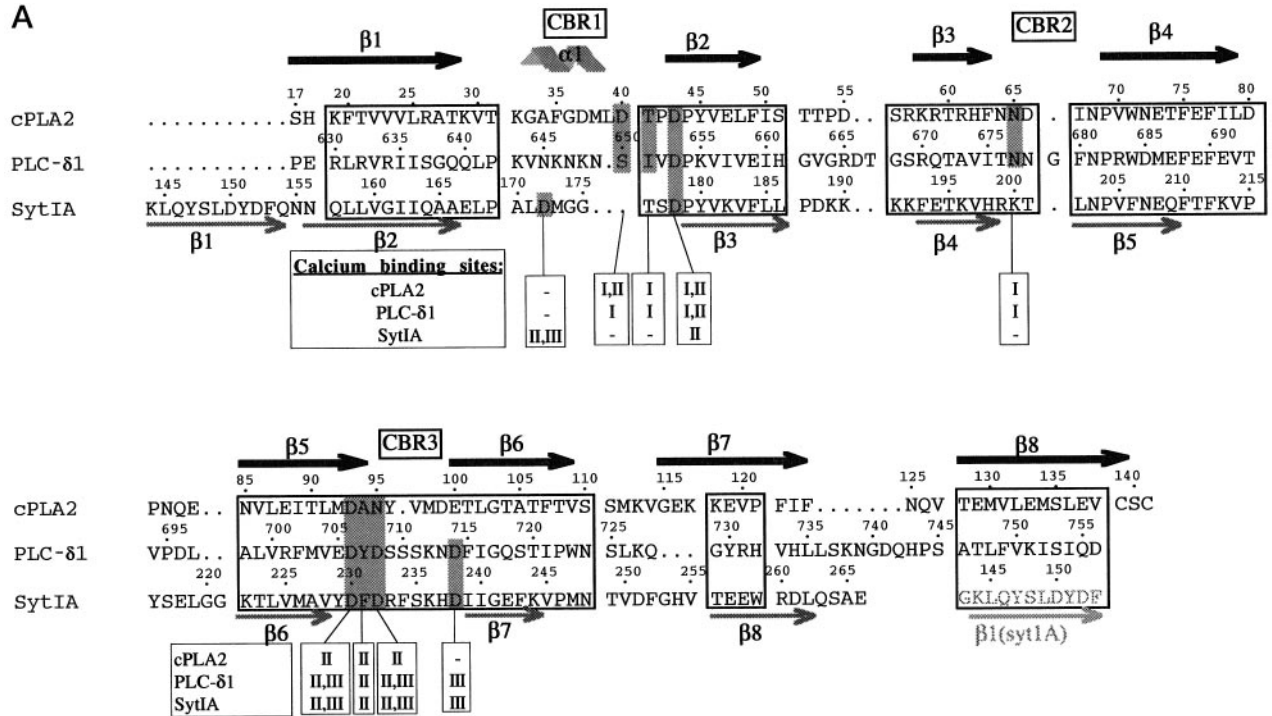 A
CBR1
CBR2
β1
α1
β2
β3
β4
17 20 25 30 35 40 45 50 55 60 65 70 75 80
cPLA2 ..........SH KFTVVVLRATKVT KGAFGDMLD TPDPYVELFIS TTPD.. SRKRTRHFNND . INPVWNETFEFILD
630 635 640 645 650 655 660 665 670 675 680 685 690
PLC-δ1 ..........PE RLRVRIISGQQLP KVNKNKN.S IVDPKVIVEIH GVGRDT GSRQTAVITNN G FNPRWDMEFEFEVT
145 150 155 160 165 170 175 180 185 190 195 200 205 210 215
SytIA KLQYSLDYDFQNN QLLVGIIQAAELP ALDMGG... TSDPYVKVFLL PDKK.. KKFETKVHRKT . LNPVFNEQFTFKVP
β1
β2
β3
β4
β5
Calcium binding sites:
cPLA2 - I,II I I,II I
PLC-δ1 - I I I,II I
SytIA II,III - - II -
β5
CBR3
β6
β7
β8
85 90 95 100 105 110 115 120 125 130 135 140
cPLA2 PNQE.. NVLEITLMDANY.VMDETLGTATFTVS SMKVGEK KEVP FIF.......NQV TEMVLEMSLEV CSC
695 700 705 710 715 720 725 730 735 740 745 750 755
PLC-δ1 VPDL.. ALVRFMVEDYDSSSKNDFIGQSTIPWN SLKQ... GYRH VHLLSKNGDQHPS ATLFVKISIQD
220 225 230 235 240 245 250 255 260 265 145 150
SytIA YSELGG KTLVMAVYDFDRFSKHDIIGEFKVPMN TVDFGHV TEEW RDLQSAE GKLQYSLDYDF
β6
β7
β8
β1(syt1A)
cPLA2 II II II -
PLC-δ1 II,III II II,III III
SytIA II,III II II,III III